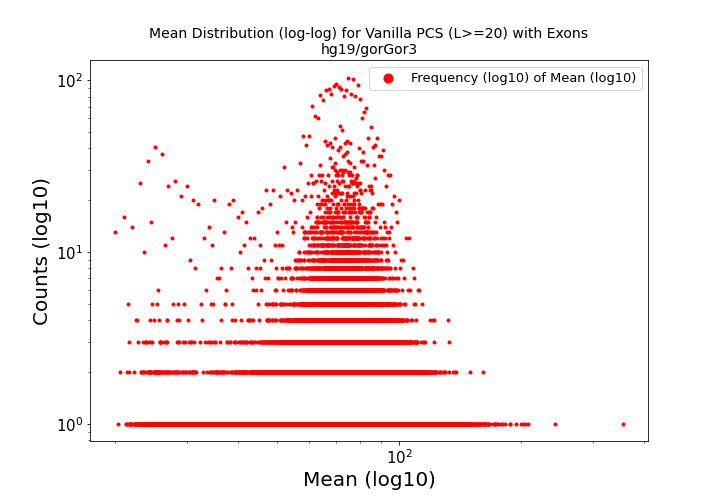 Mean Distribution (log-log) for Vanilla PCS (L>=20) with Exons
hg19/gorGor3
Frequency (log10) of Mean (log10)
Counts (log10)
10²
10¹
10⁰
10²
Mean (log10)